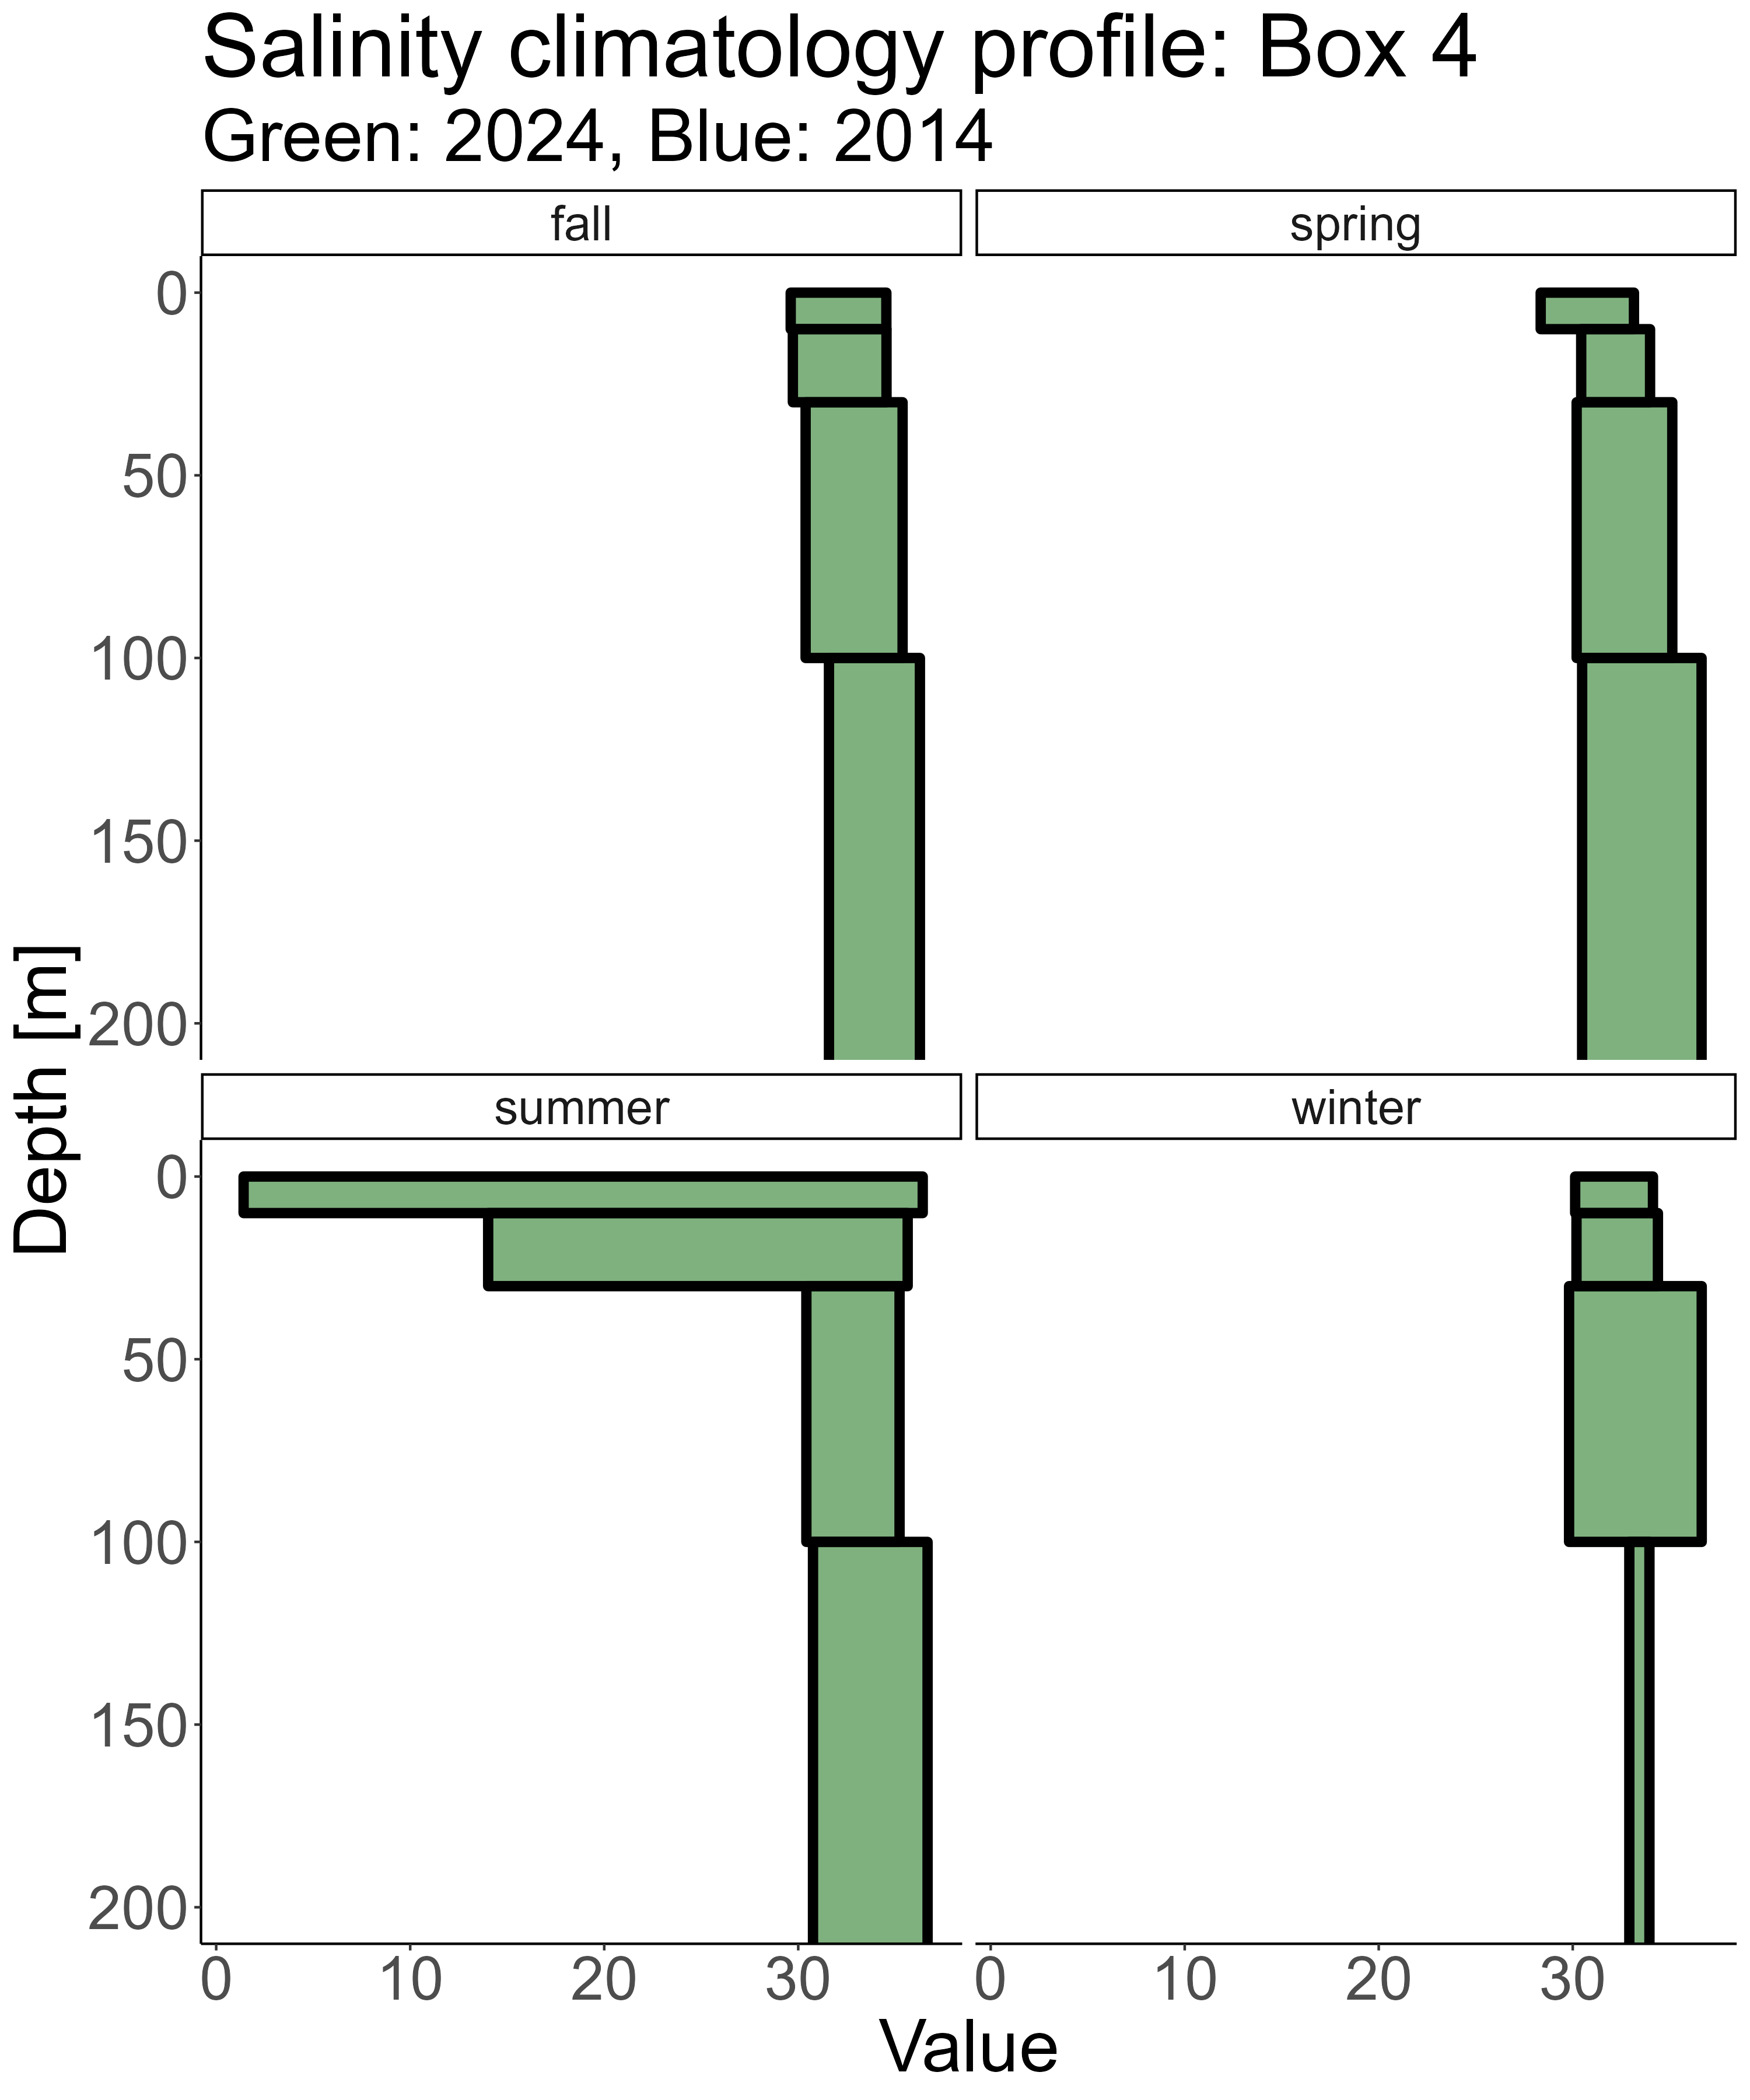 Salinity climatology profile: Box 4
Green: 2024, Blue: 2014
fall
spring
0
50
100
150
200
summer
winter
0
50
100
150
200
Depth [m]
0 10 20 30
0 10 20 30
Value